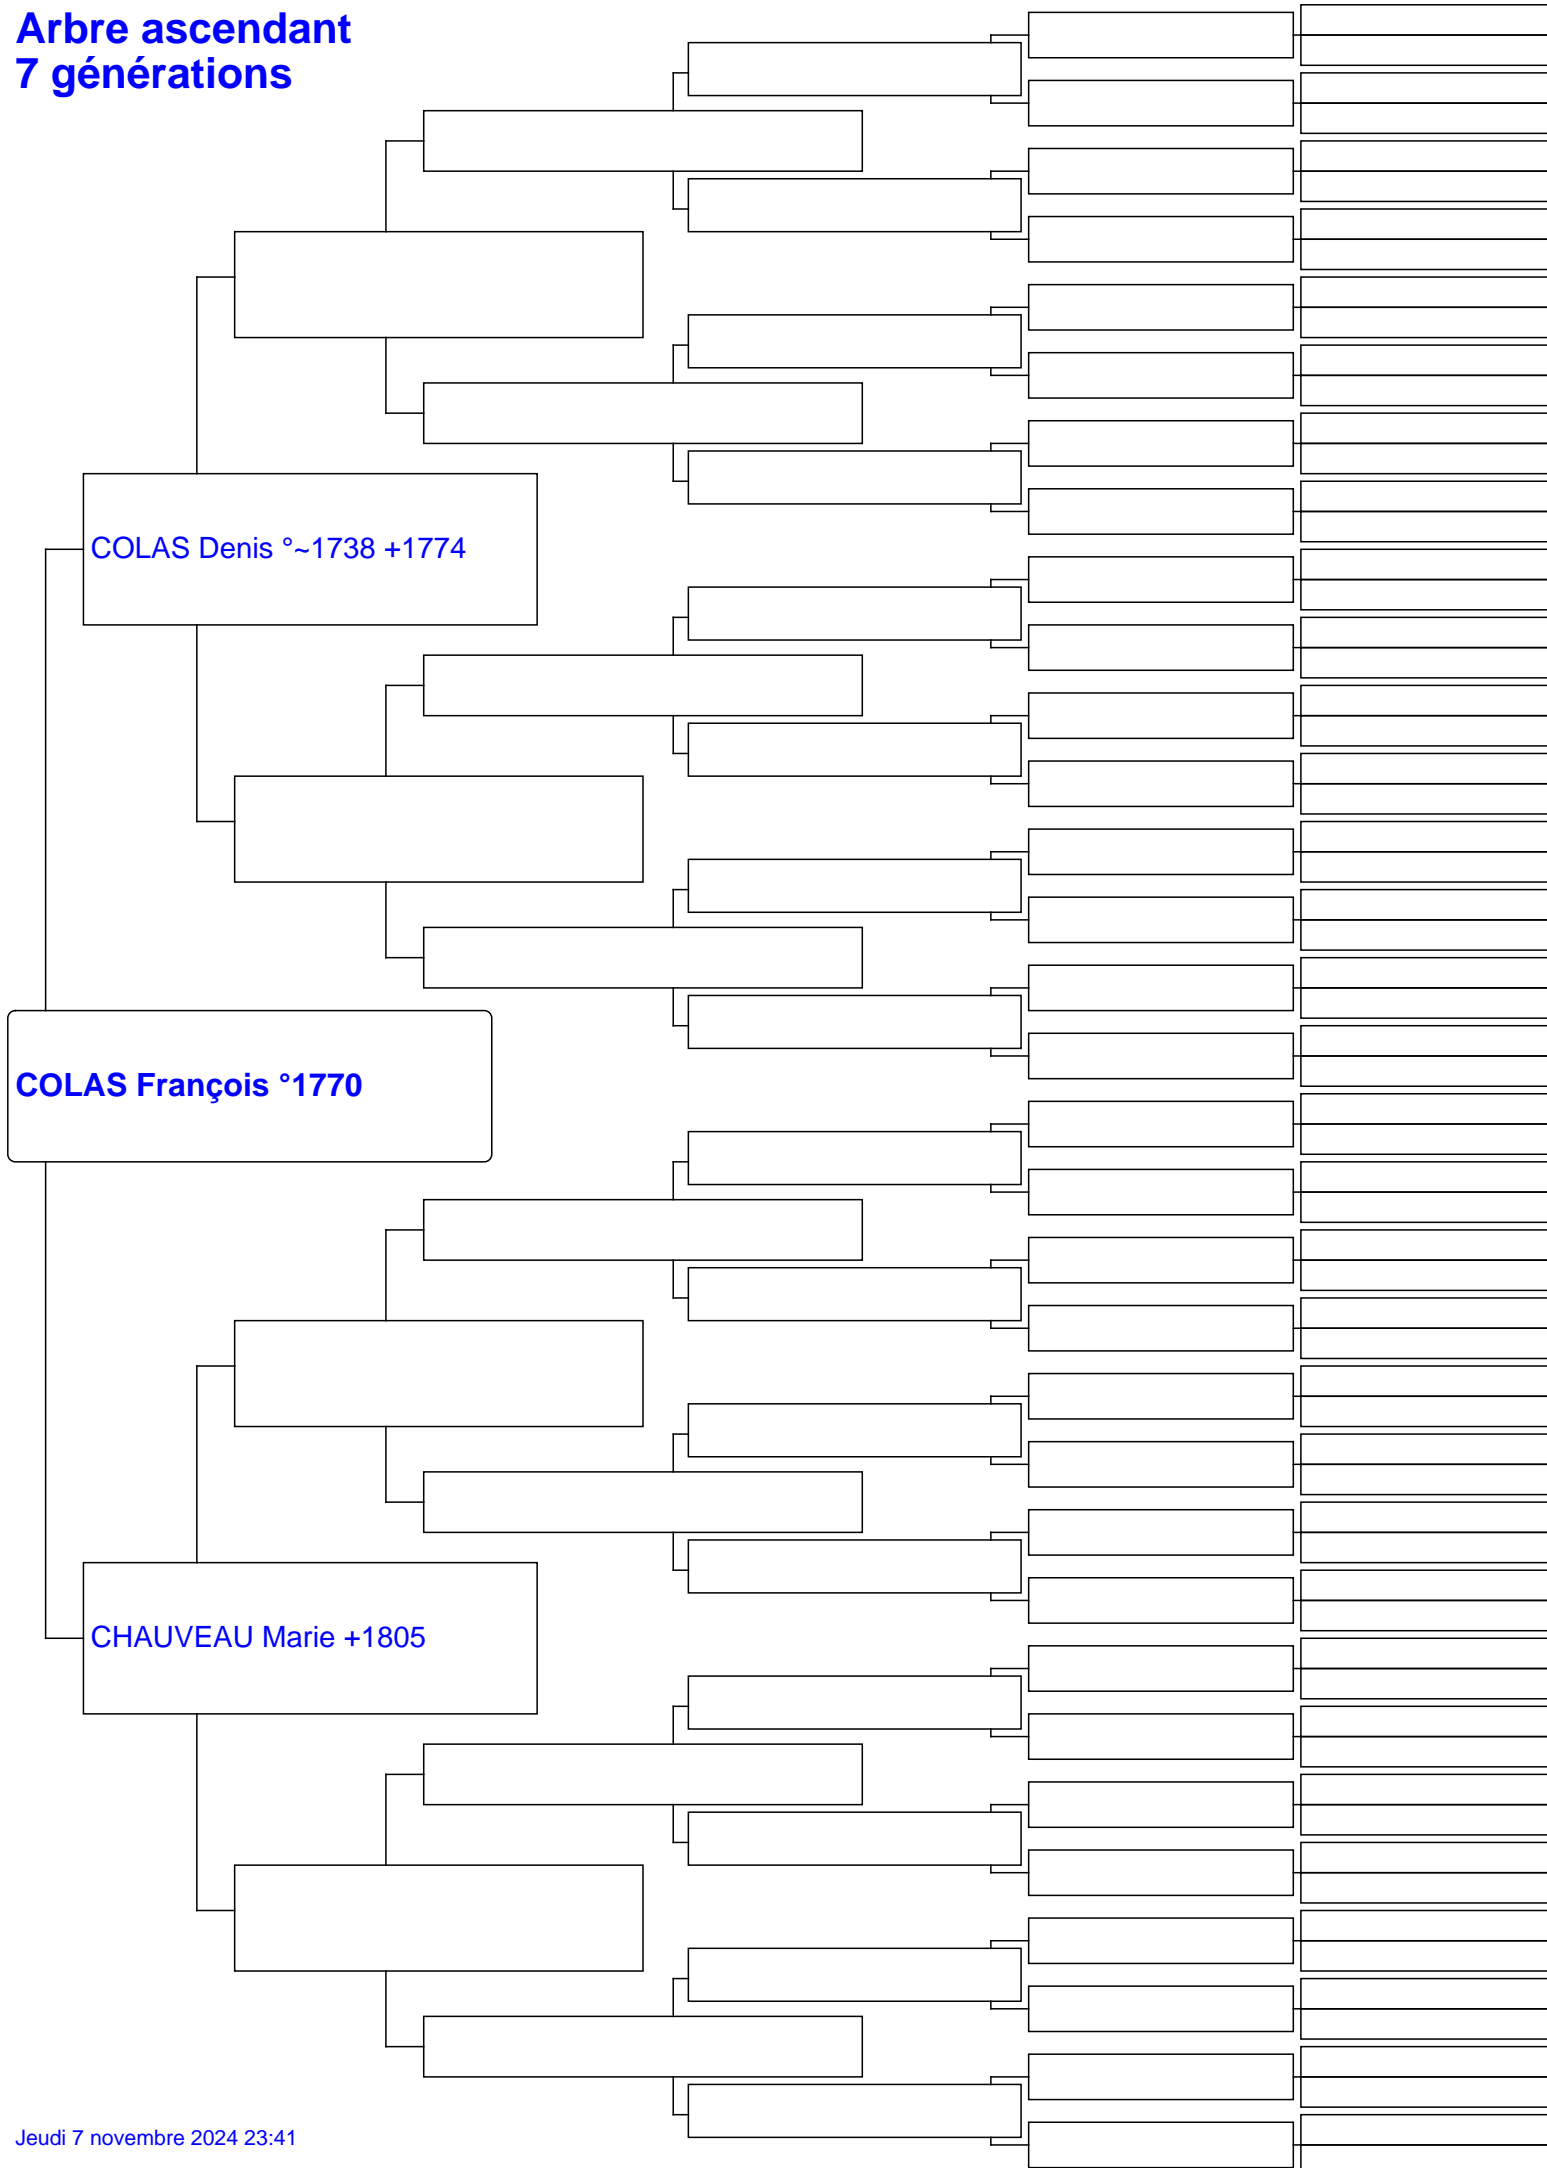 Arbre ascendant
7 générations
COLAS Denis °~1738 +1774
COLAS François °1770
CHAUVEAU Marie +1805
Jeudi 7 novembre 2024 23:41